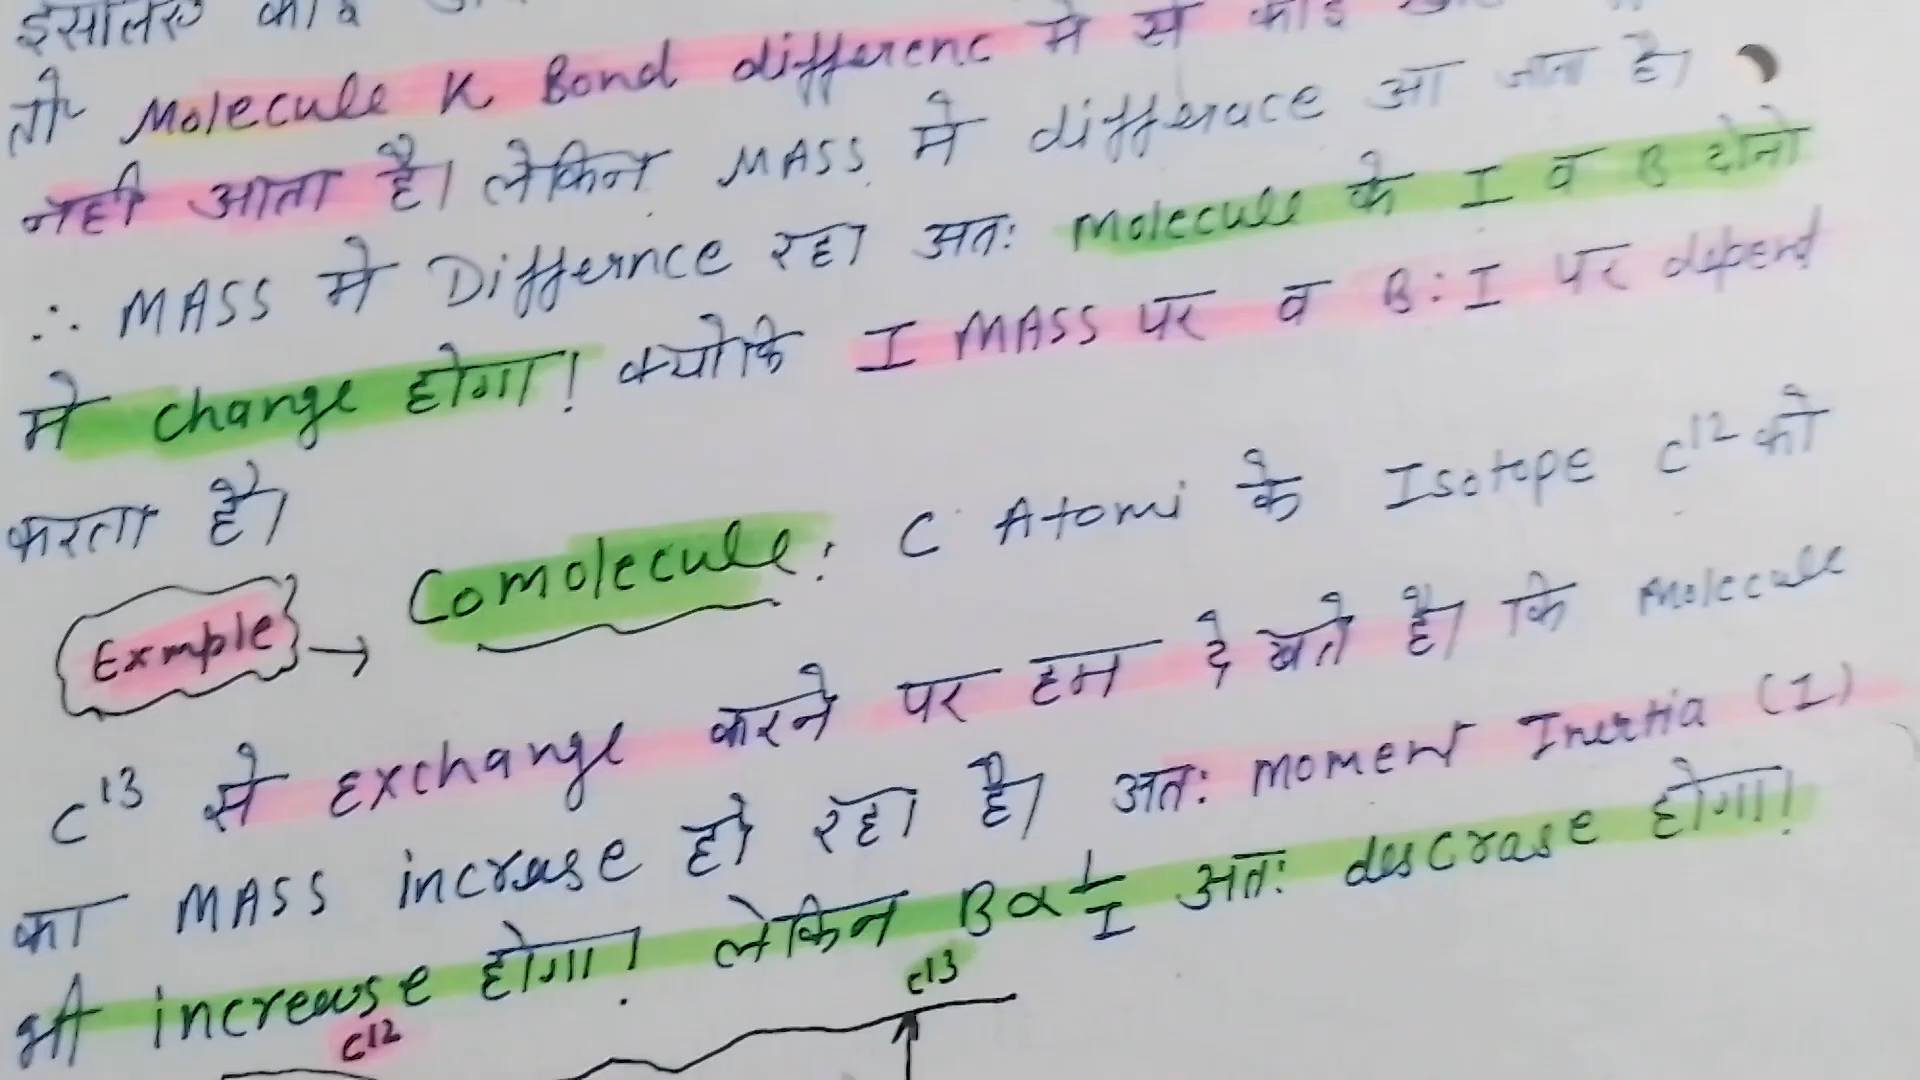 इसलिए
तो Molecule K Bond differenc मे से कोई
नही आता है। लेकिन MASS मे differace आ जाता है।
∴ MASS मे Differnce रहा अतः Molecule के I व B दोनो
मे change होगा! क्योकि I MASS पर व B: I पर depend
करता है।
Exmple → Comolecule: C Atomi के Isotope C12 को
C13 से Exchange करने पर हम देखते है। कि Molecule
का MASS increase हो रहा है। अतः Moment Inertia (I)
भी increase होगा! लेकिन B ∝ 1/I अतः descrase होगा!
C12 C13